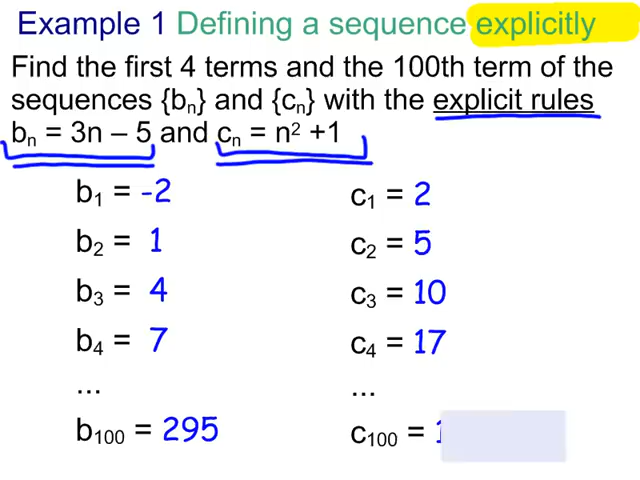 Example 1 Defining a sequence explicitly
Find the first 4 terms and the 100th term of the
sequences {bₙ} and {cₙ} with the explicit rules
bₙ = 3n – 5 and cₙ = n² +1
b₁ = -2
c₁ = 2
b₂ = 1
c₂ = 5
b₃ = 4
c₃ = 10
b₄ = 7
c₄ = 17
...
...
b₁₀₀ = 295
c₁₀₀ =